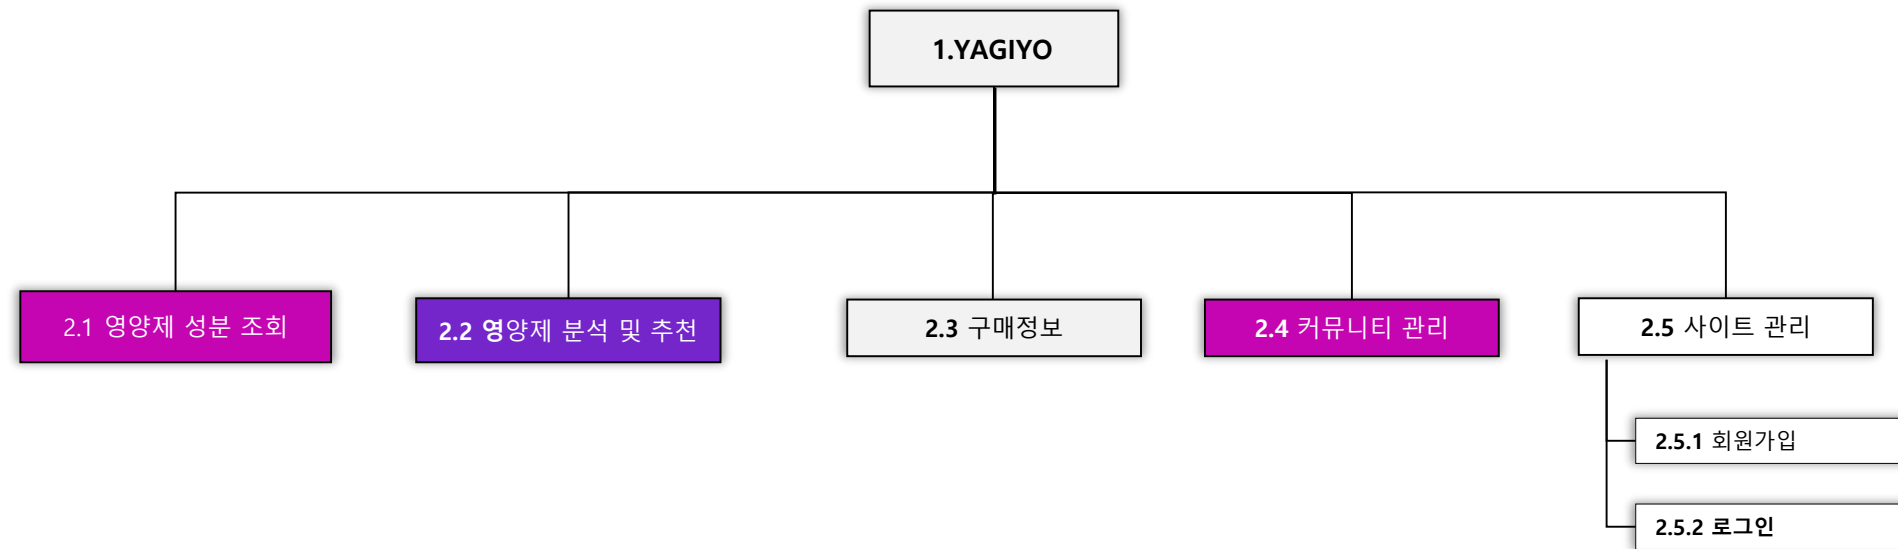 1.YAGIYO
2.1 영양제 성분 조회
2.2 영양제 분석 및 추천
2.3 구매정보
2.4 커뮤니티 관리
2.5 사이트 관리
2.5.1 회원가입
2.5.2 로그인